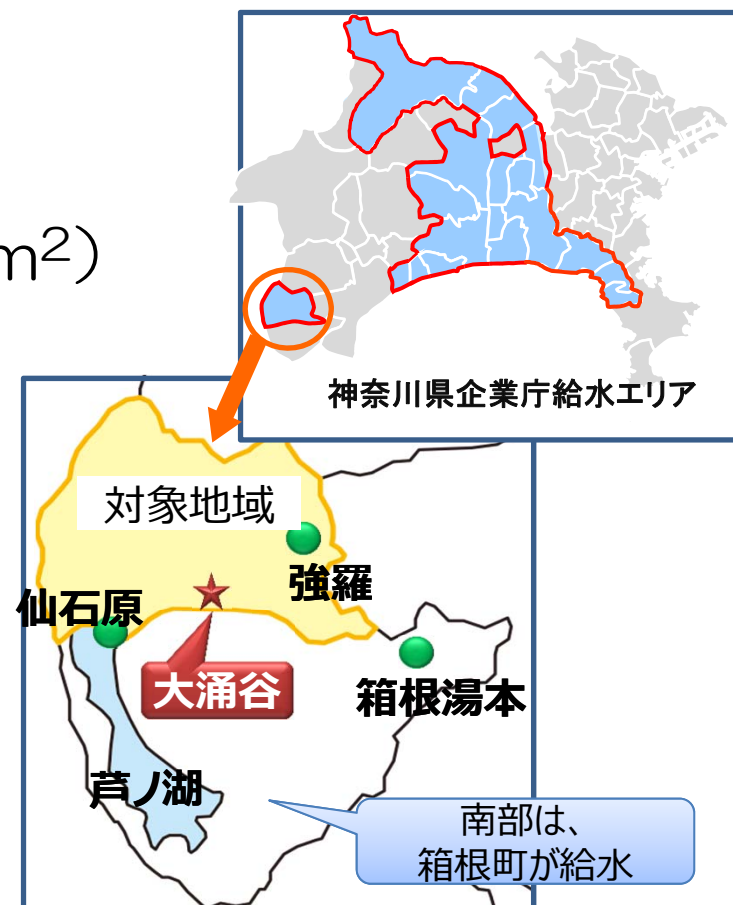 m²)
神奈川県企業庁給水エリア
対象地域
強羅
仙石原
大涌谷
箱根湯本
芦ノ湖
南部は、
箱根町が給水